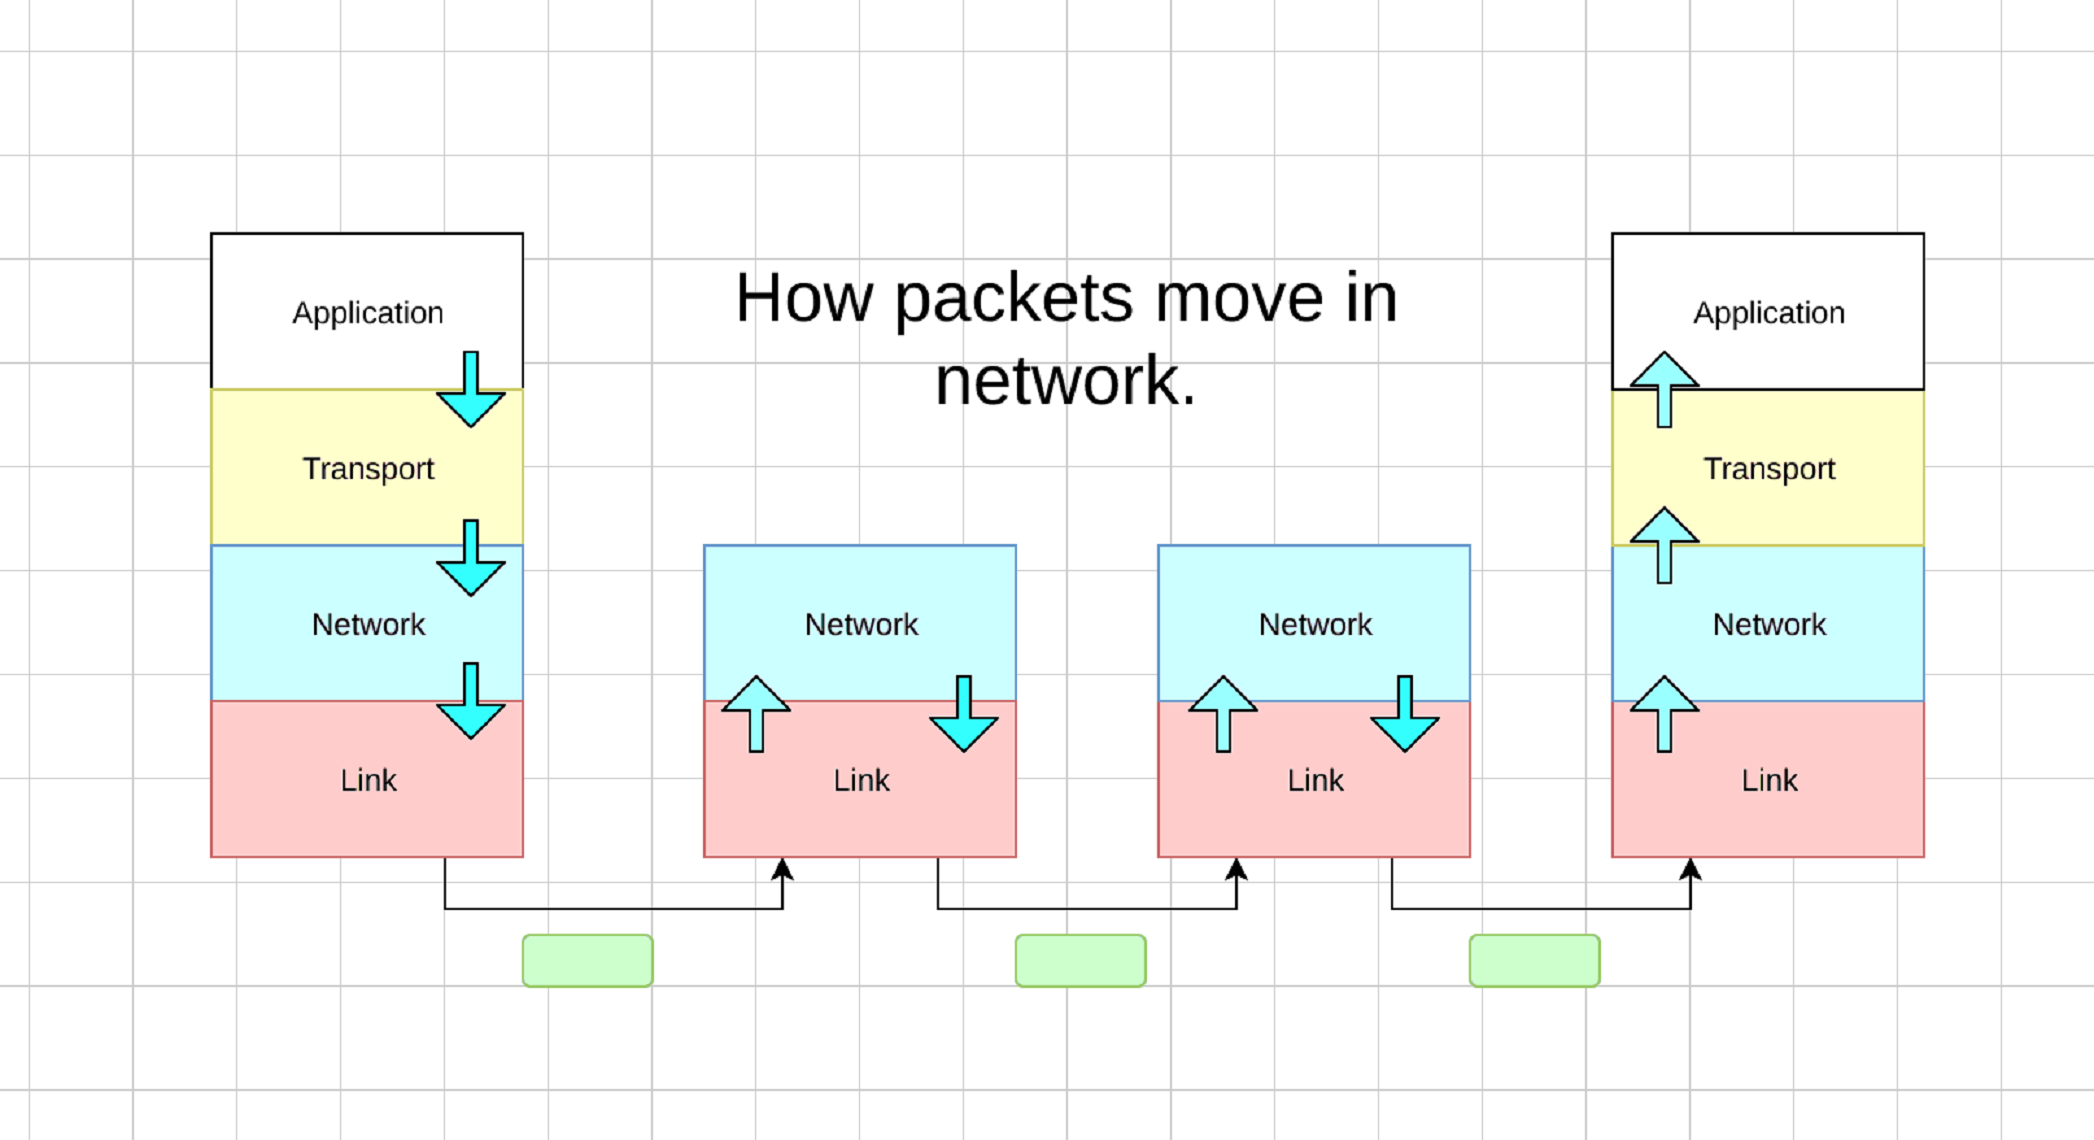 How packets move in
network.
Application
Transport
Network
Link
Network
Link
Network
Link
Application
Transport
Network
Link